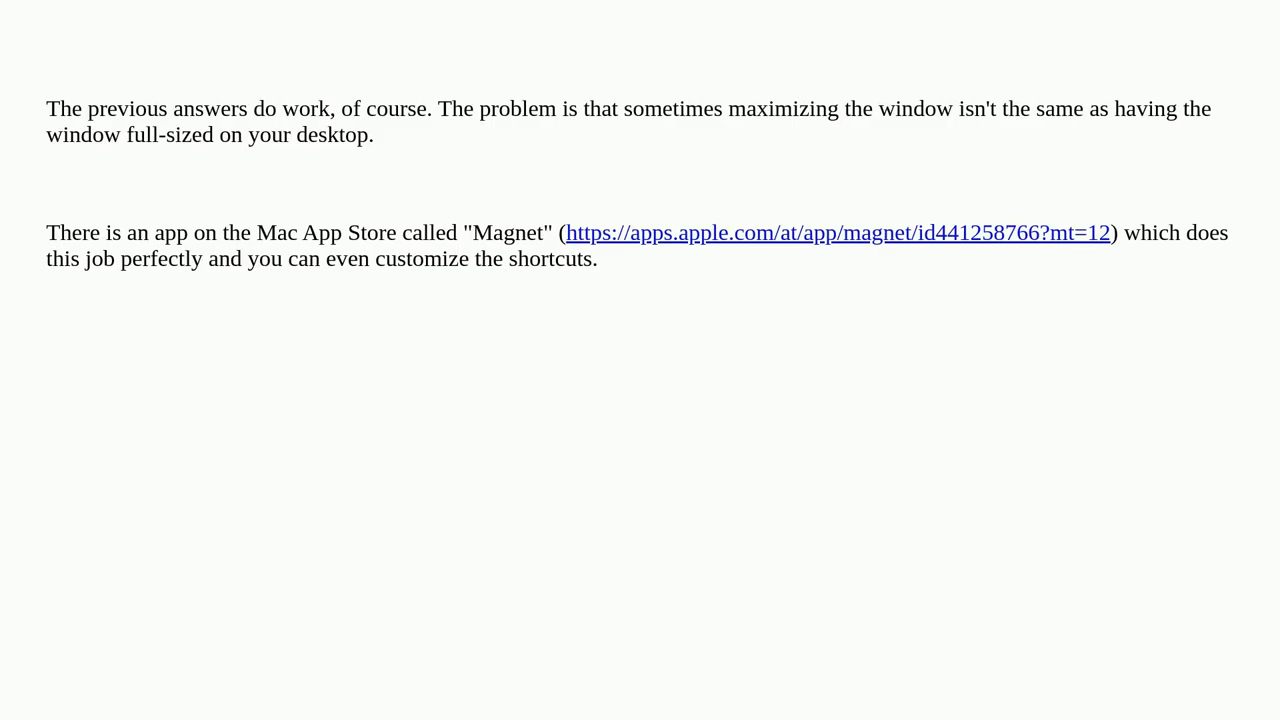 The previous answers do work, of course. The problem is that sometimes maximizing the window isn't the same as having the
window full-sized on your desktop.
There is an app on the Mac App Store called "Magnet" (https://apps.apple.com/at/app/magnet/id441258766?mt=12) which does
this job perfectly and you can even customize the shortcuts.